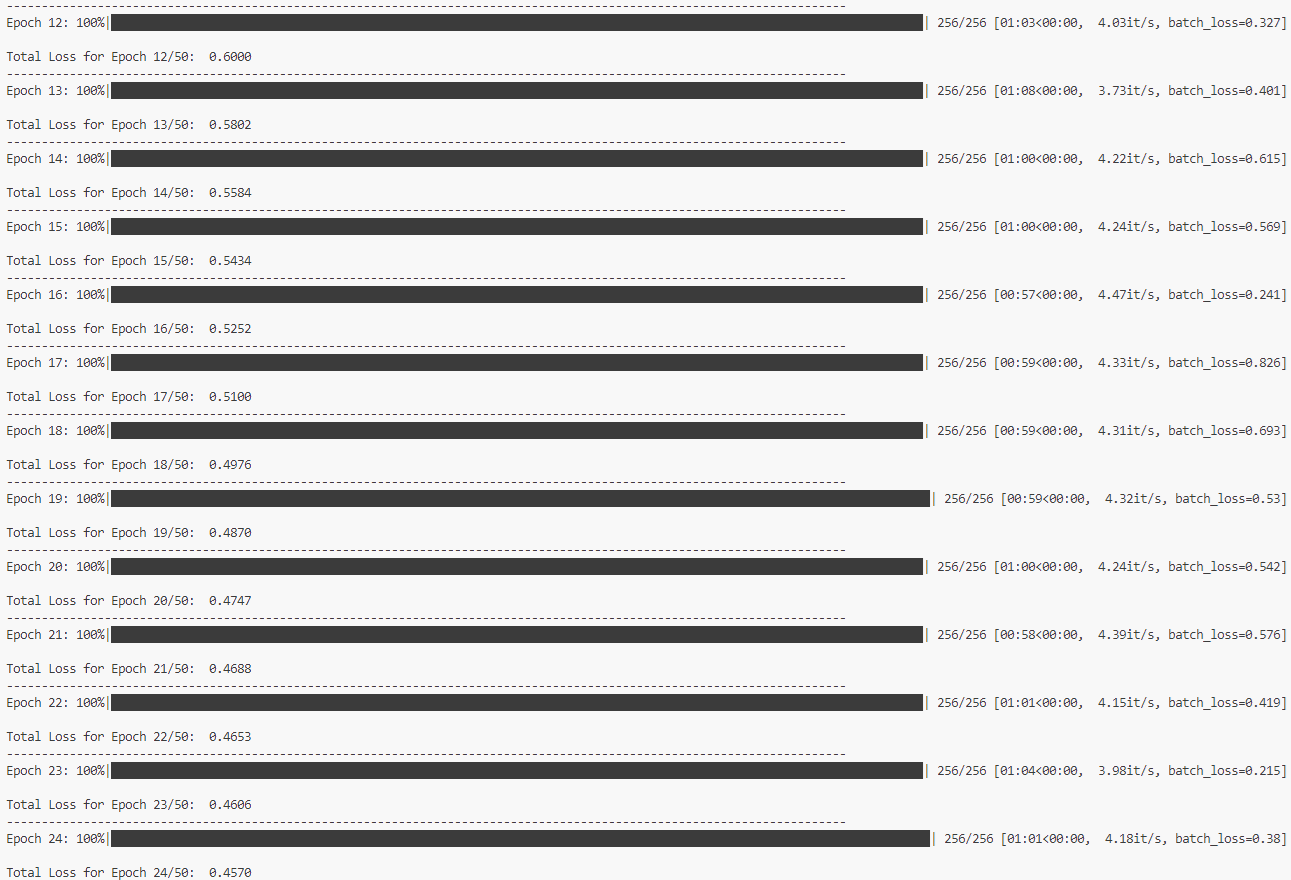 Epoch 12: 100%| | 256/256 [01:03<00:00, 4.03it/s, batch_loss=0.327]
Total Loss for Epoch 12/50: 0.6000
Epoch 13: 100%| | 256/256 [01:08<00:00, 3.73it/s, batch_loss=0.401]
Total Loss for Epoch 13/50: 0.5802
Epoch 14: 100%| | 256/256 [01:00<00:00, 4.22it/s, batch_loss=0.615]
Total Loss for Epoch 14/50: 0.5584
Epoch 15: 100%| | 256/256 [01:00<00:00, 4.24it/s, batch_loss=0.569]
Total Loss for Epoch 15/50: 0.5434
Epoch 16: 100%| | 256/256 [00:57<00:00, 4.47it/s, batch_loss=0.241]
Total Loss for Epoch 16/50: 0.5252
Epoch 17: 100%| | 256/256 [00:59<00:00, 4.33it/s, batch_loss=0.826]
Total Loss for Epoch 17/50: 0.5100
Epoch 18: 100%| | 256/256 [00:59<00:00, 4.31it/s, batch_loss=0.693]
Total Loss for Epoch 18/50: 0.4976
Epoch 19: 100%| | 256/256 [00:59<00:00, 4.32it/s, batch_loss=0.53]
Total Loss for Epoch 19/50: 0.4870
Epoch 20: 100%| | 256/256 [01:00<00:00, 4.24it/s, batch_loss=0.542]
Total Loss for Epoch 20/50: 0.4747
Epoch 21: 100%| | 256/256 [00:58<00:00, 4.39it/s, batch_loss=0.576]
Total Loss for Epoch 21/50: 0.4688
Epoch 22: 100%| | 256/256 [01:01<00:00, 4.15it/s, batch_loss=0.419]
Total Loss for Epoch 22/50: 0.4653
Epoch 23: 100%| | 256/256 [01:04<00:00, 3.98it/s, batch_loss=0.215]
Total Loss for Epoch 23/50: 0.4606
Epoch 24: 100%| | 256/256 [01:01<00:00, 4.18it/s, batch_loss=0.38]
Total Loss for Epoch 24/50: 0.4570